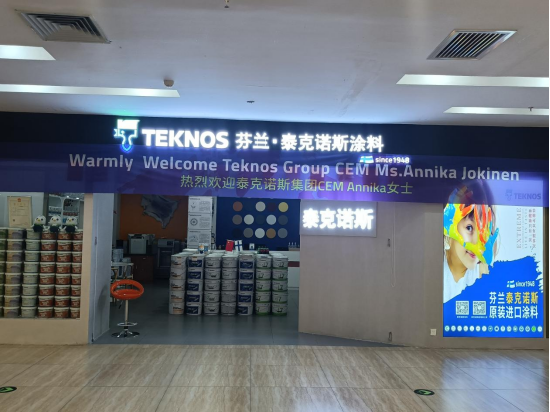 TEKNOS 芬兰·泰克诺斯涂料
since1948
Warmly Welcome Teknos Group CEM Ms.Annika Jokinen
热烈欢迎泰克诺斯集团CEM Annika女士
TEKNOS
泰克诺斯
since1948
芬兰泰克诺斯
原装进口涂料